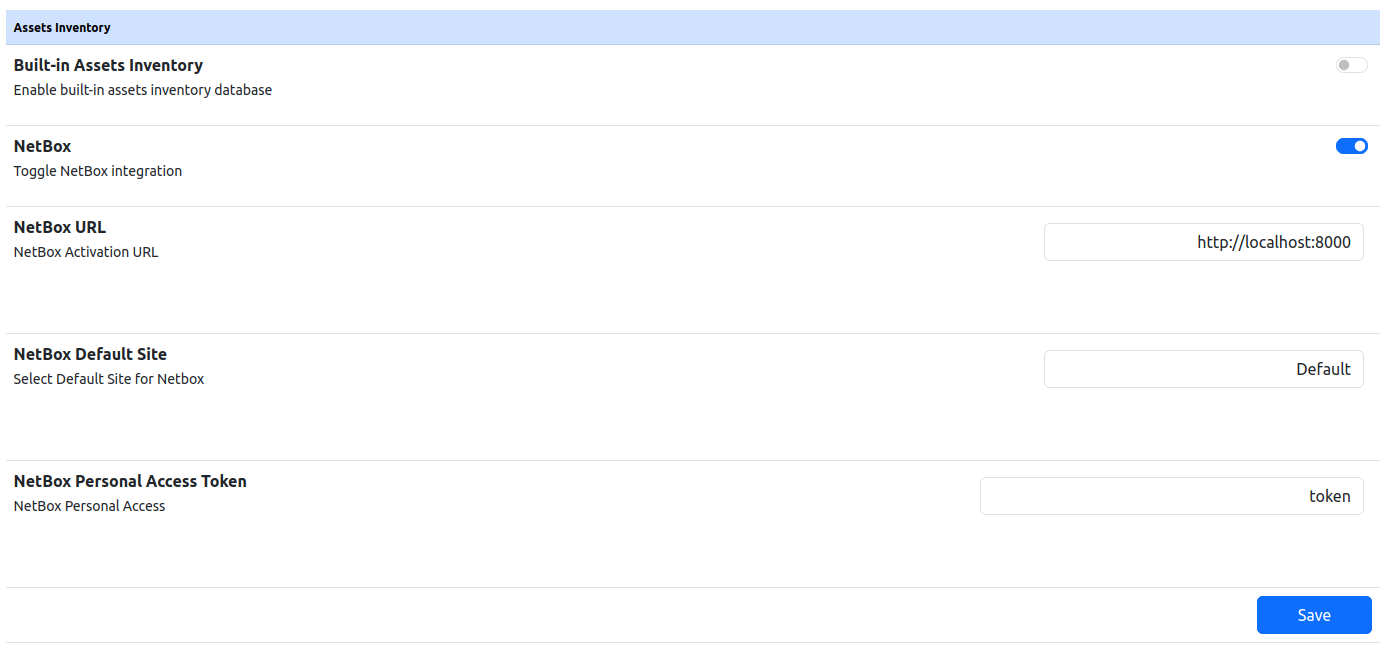 Assets Inventory
Built-in Assets Inventory
Enable built-in assets inventory database
NetBox
Toggle NetBox integration
NetBox URL
NetBox Activation URL
http://localhost:8000
NetBox Default Site
Select Default Site for Netbox
Default
NetBox Personal Access Token
NetBox Personal Access
token
Save